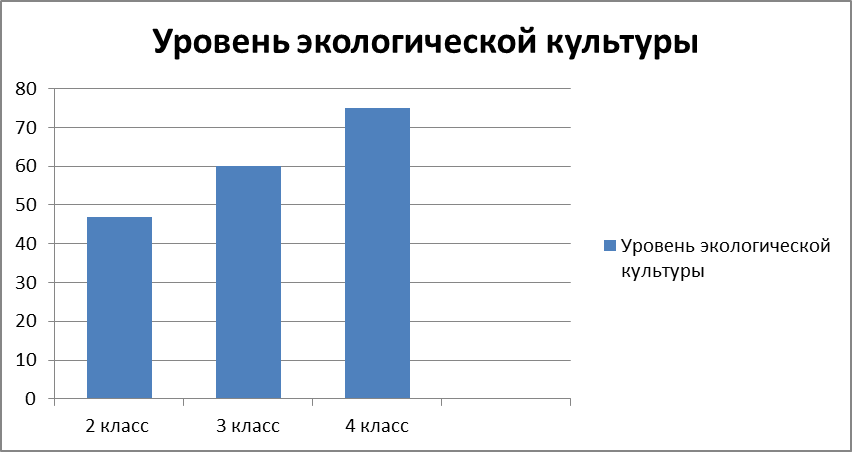 Уровень экологической культуры
80
70
60
50
40
30
20
10
0
2 класс
3 класс
4 класс
Уровень экологической
культуры